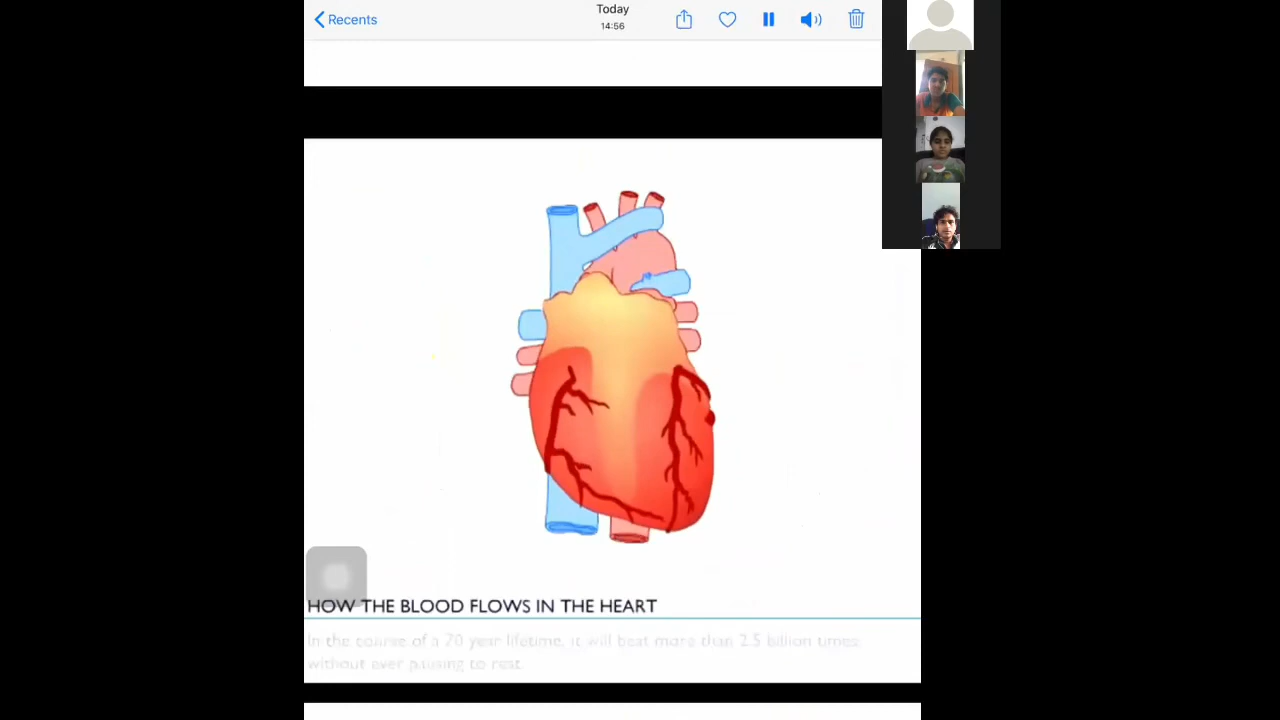 Recents
Today
14:56
HOW THE BLOOD FLOWS IN THE HEART
In the course of a 70 year lifetime, it will beat more than 2.5 billion times
without ever pausing to rest.